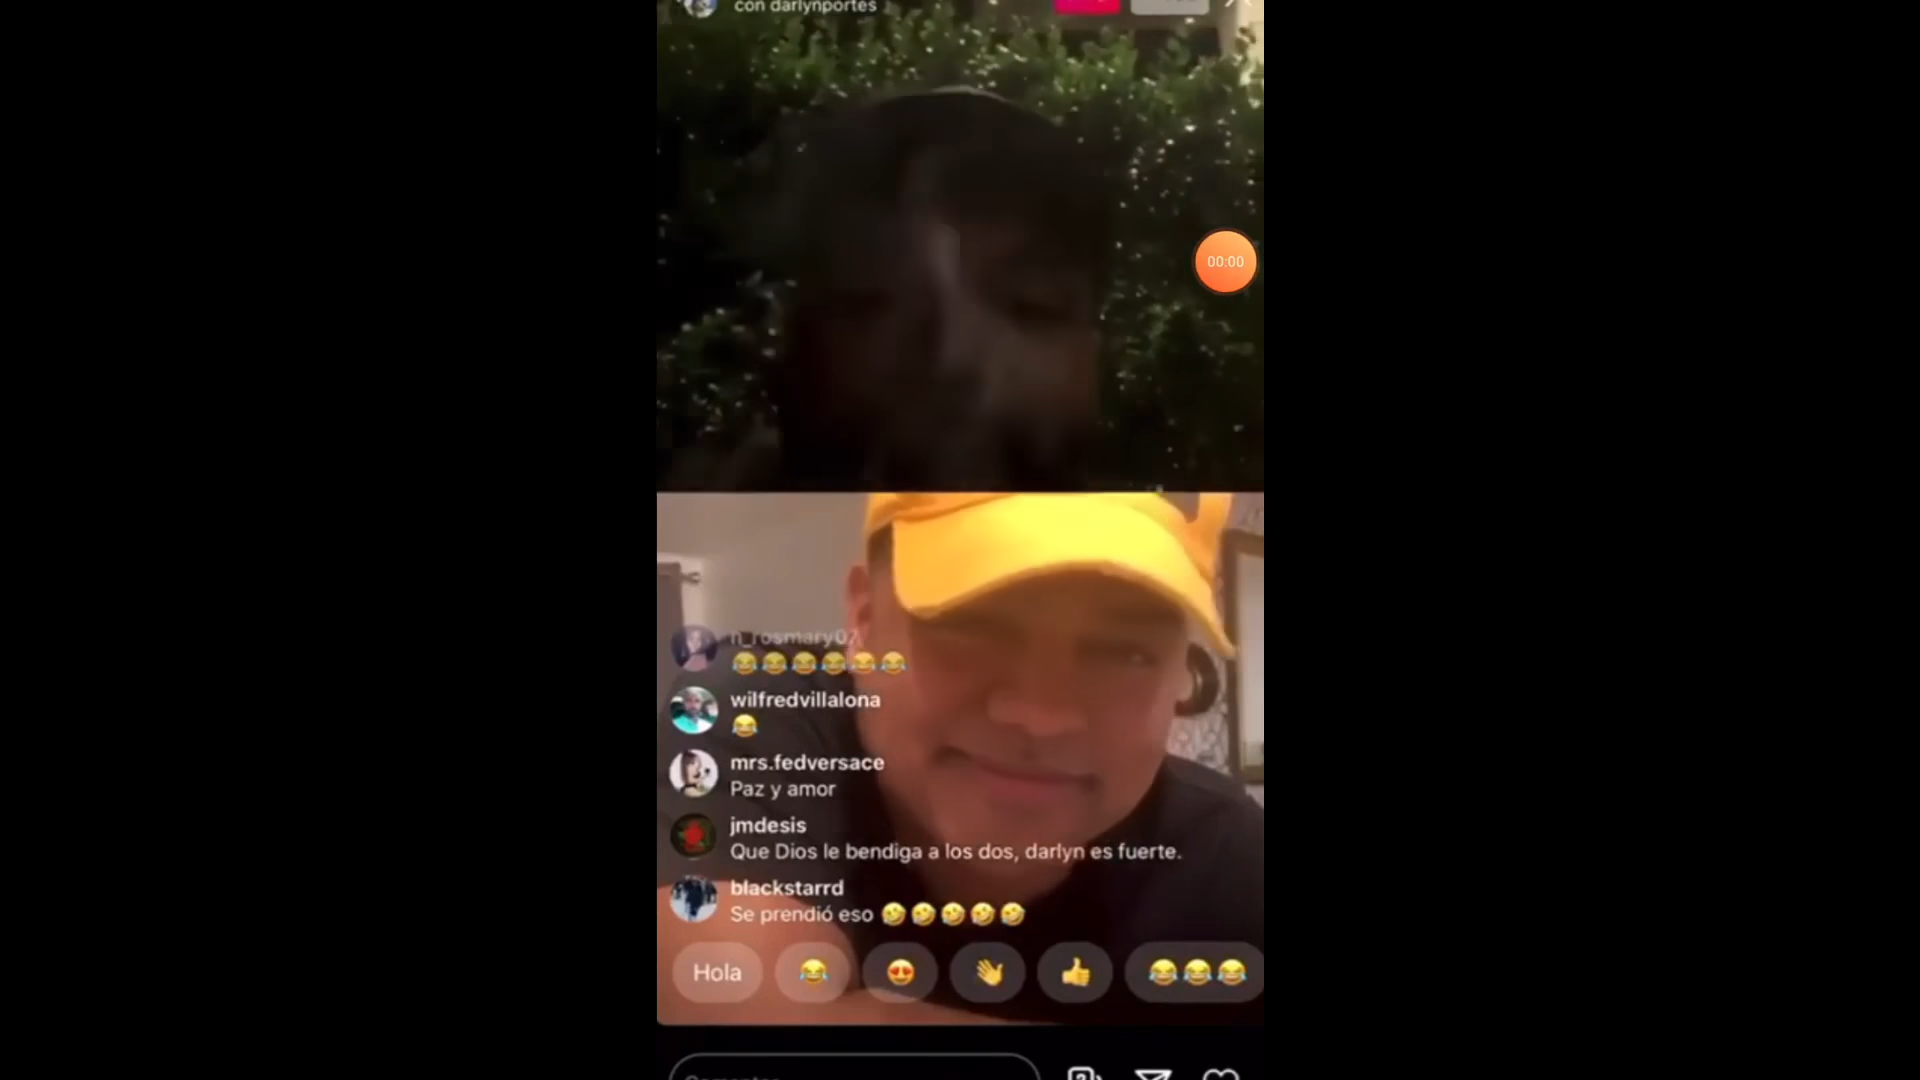 con darlynportes
00:00
n_rosmary07
😂😂😂😂😂😂
wilfredvillalona
😂
mrs.fedversace
Paz y amor
jmdesis
Que Dios le bendiga a los dos, darlyn es fuerte.
blackstarrd
Se prendió eso 🤣🤣🤣🤣🤣
Hola 😂 😍 👋 👍 😂😂😂